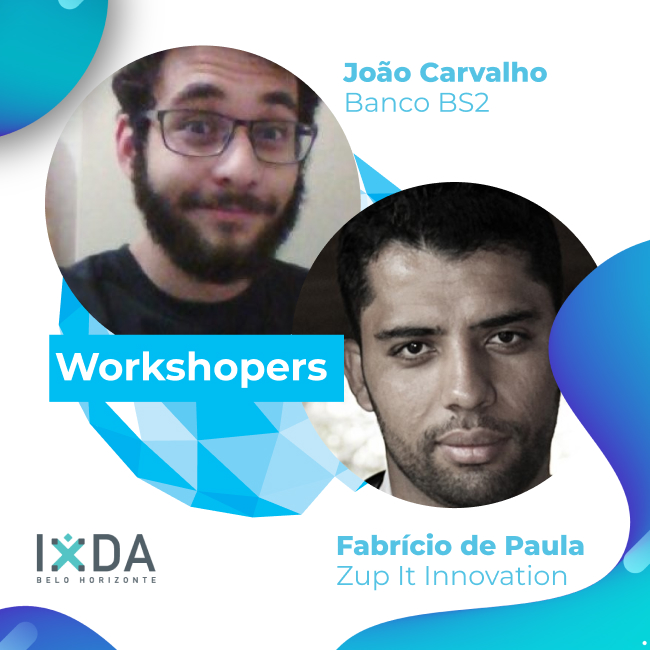 João Carvalho
Banco BS2
Workshopers
Fabrício de Paula
Zup It Innovation
IXDA
BELO HORIZONTE